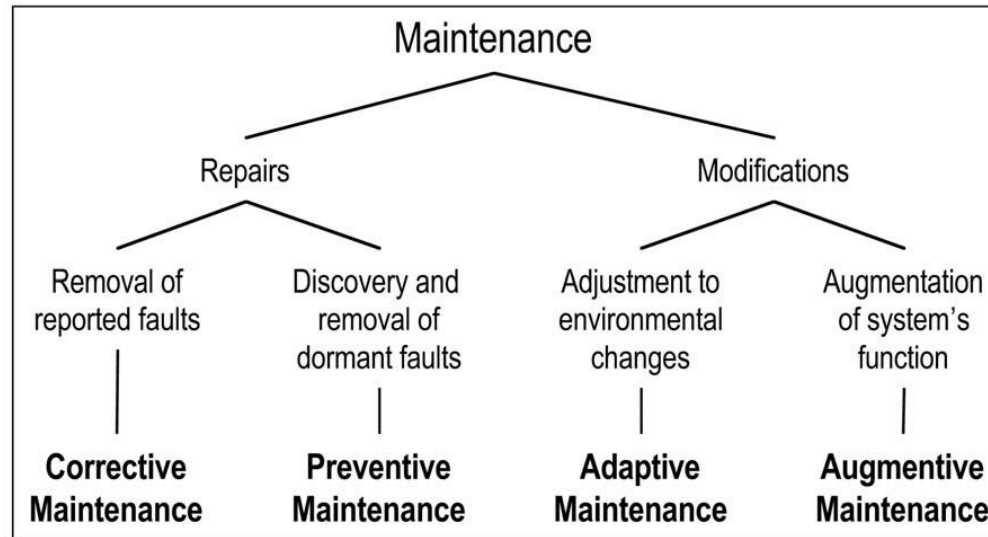 Maintenance
Repairs
Modifications
Removal of
reported faults
Discovery and
removal of
dormant faults
Adjustment to
environmental
changes
Augmentation
of system's
function
Corrective
Maintenance
Preventive
Maintenance
Adaptive
Maintenance
Augmentive
Maintenance